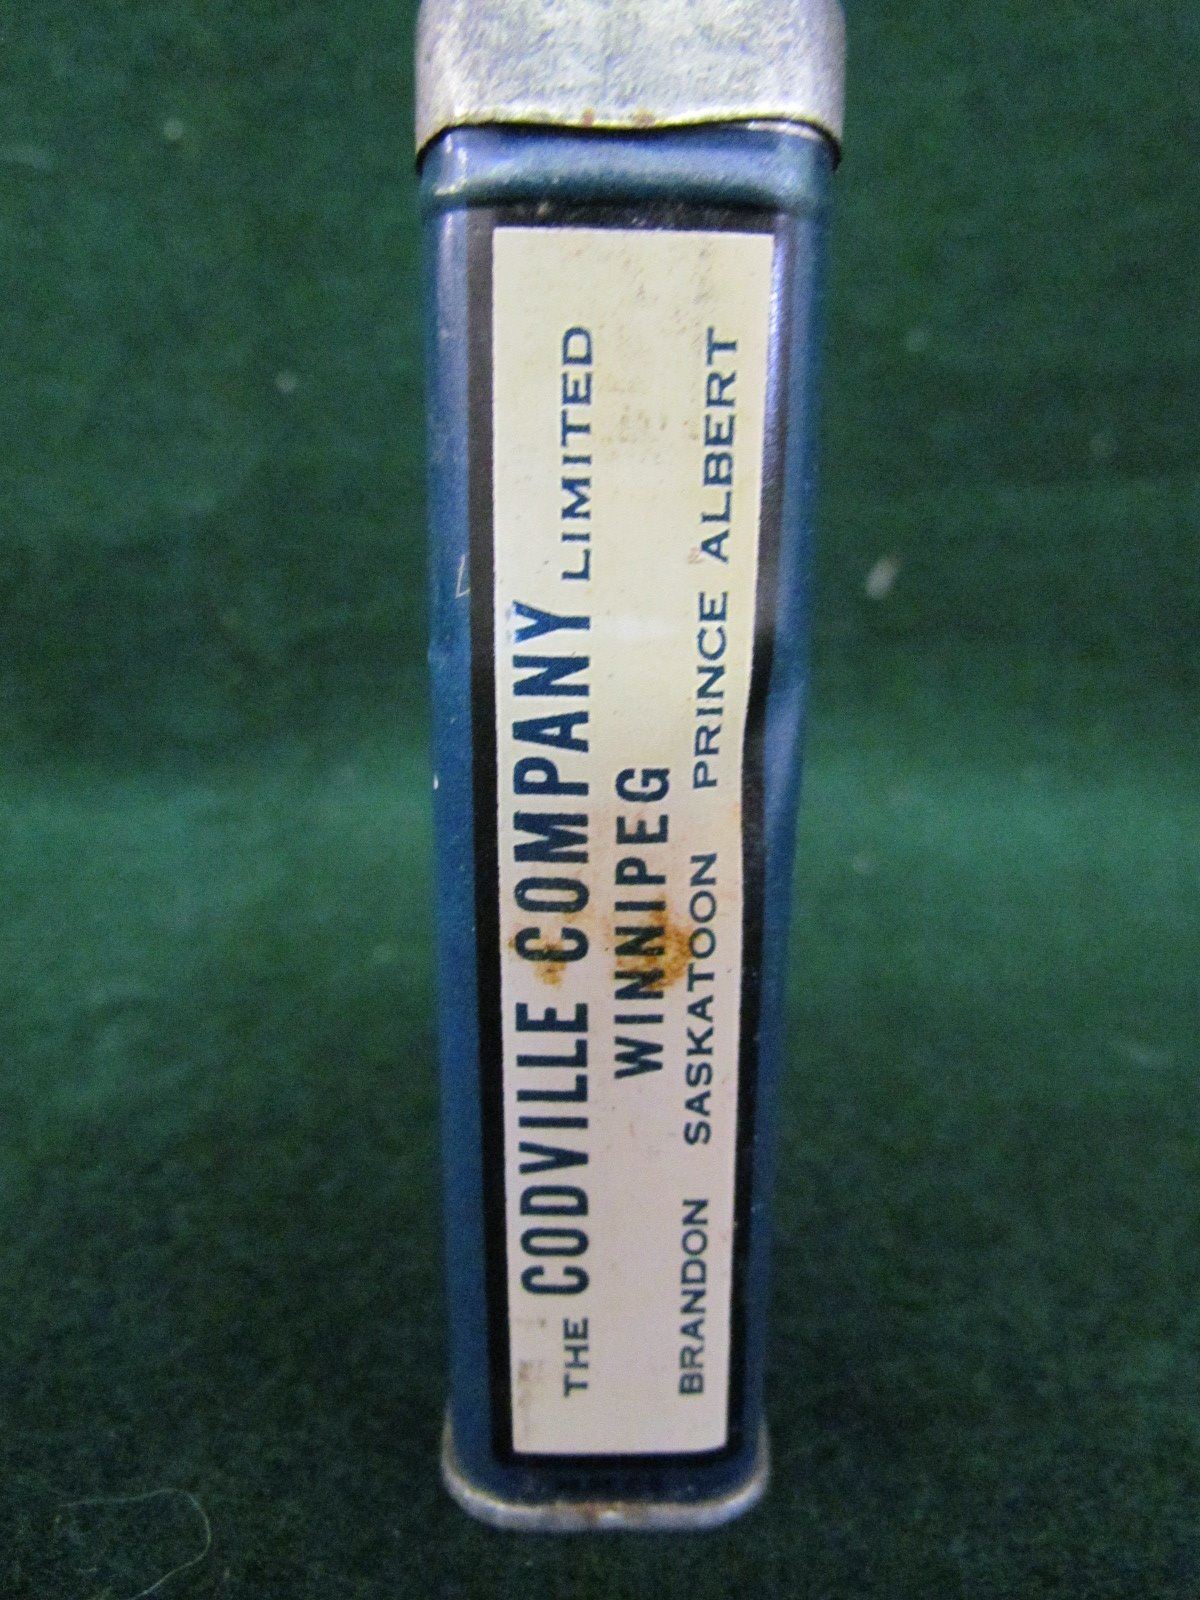 THE CODVILLE COMPANY LIMITED
WINNIPEG
BRANDON SASKATOON PRINCE ALBERT